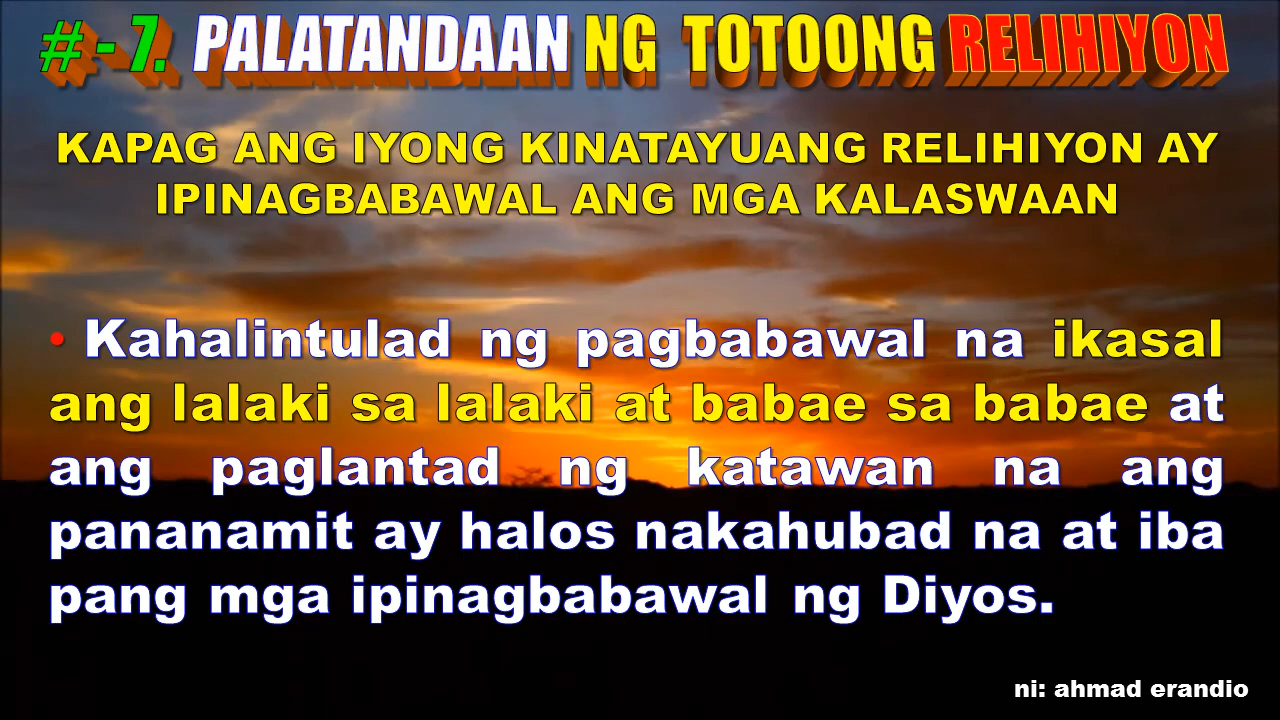 # - 7. PALATANDAAN NG TOTOONG RELIHIYON
KAPAG ANG IYONG KINATAYUANG RELIHIYON AY
IPINAGBABAWAL ANG MGA KALASWAAN
• Kahalintulad ng pagbabawal na ikasal
ang lalaki sa lalaki at babae sa babae at
ang paglantad ng katawan na ang
pananamit ay halos nakahubad na at iba
pang mga ipinagbabawal ng Diyos.
ni: ahmad erandio